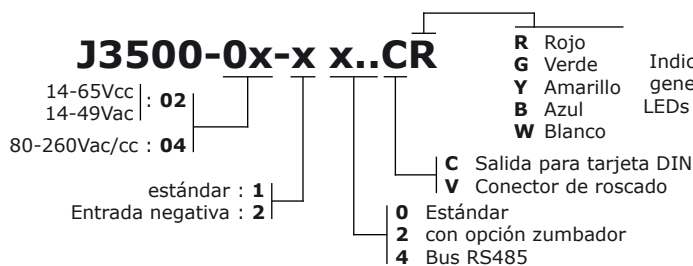 J3500-0x-x x..CR
R Rojo
G Verde
Y Amarillo
B Azul
W Blanco
LEDs
14-65Vcc
14-49Vac
: 02
80-260Vac/cc : 04
C Salida para tarjeta DIN
V Conector de roscado
estándar : 1
Entrada negativa : 2
0 Estándar
2 con opción zumbador
4 Bus RS485